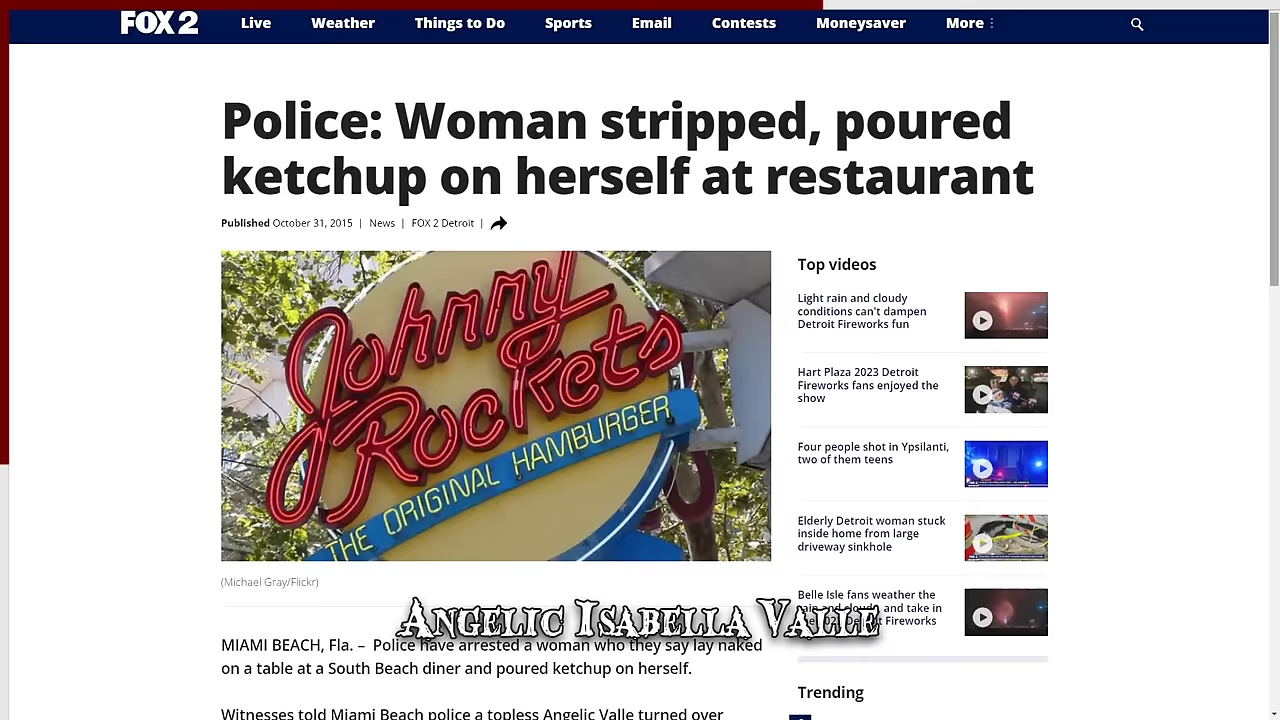 FOX 2 Live Weather Things to Do Sports Email Contests Moneysaver More
Police: Woman stripped, poured
ketchup on herself at restaurant
Published October 31, 2015 | News | FOX 2 Detroit |
Johnny
Rockets
THE ORIGINAL HAMBURGER
(Michael Gray/Flickr)
Angelic Isabella Valle
MIAMI BEACH, Fla. – Police have arrested a woman who they say lay naked
on a table at a South Beach diner and poured ketchup on herself.
Witnesses told Miami Beach police a topless Angelic Valle turned over
Top videos
Light rain and cloudy
conditions can't dampen
Detroit Fireworks fun
Hart Plaza 2023 Detroit
Fireworks fans enjoyed the
show
Four people shot in Ypsilanti,
two of them teens
Elderly Detroit woman stuck
inside home from large
driveway sinkhole
Belle Isle fans weather the
rain and clouds and take in
Fireworks
Trending